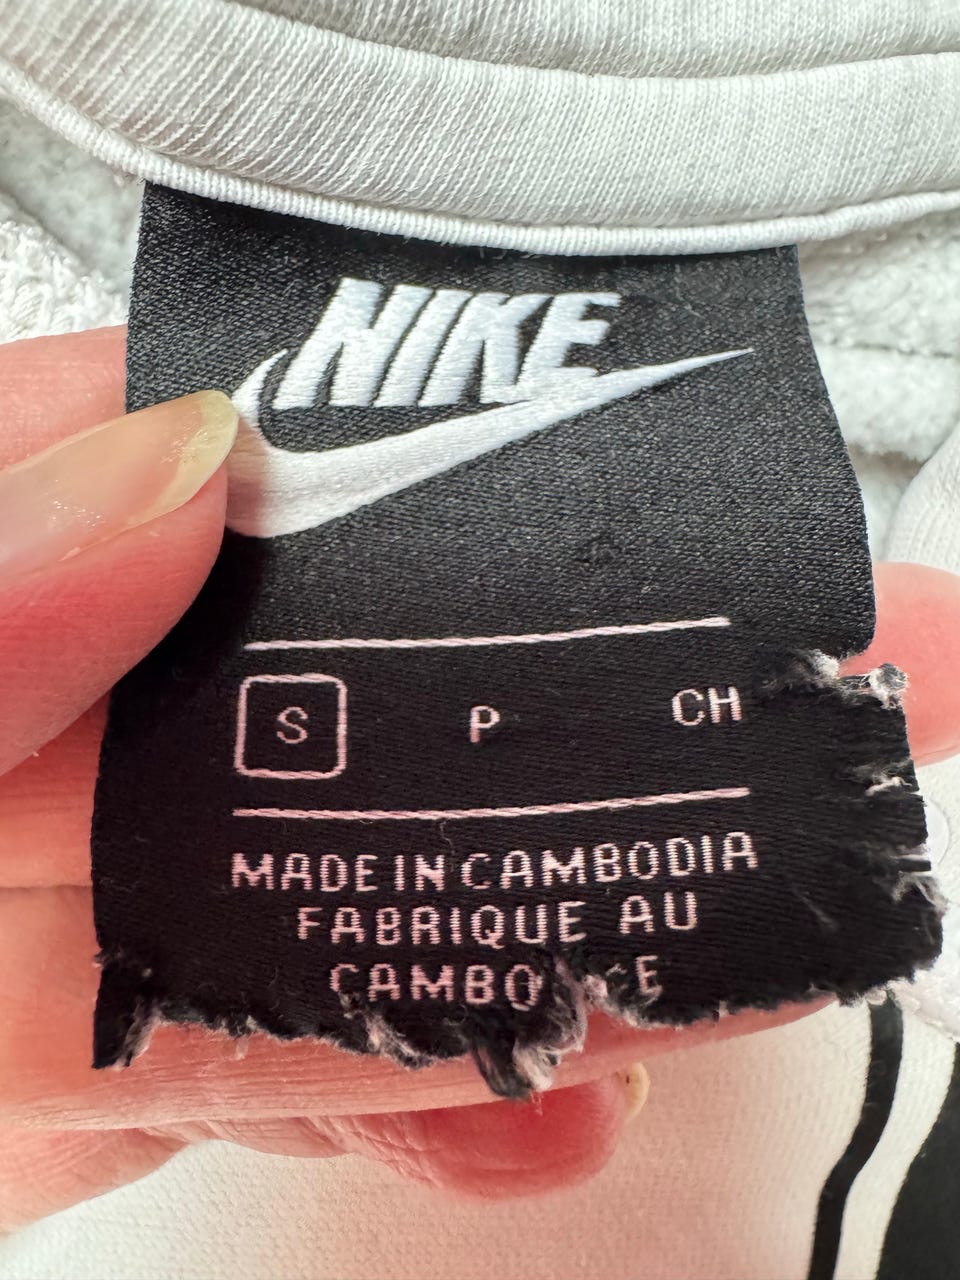 NIKE
S P CH
MADE IN CAMBODIA
FABRIQUE AU